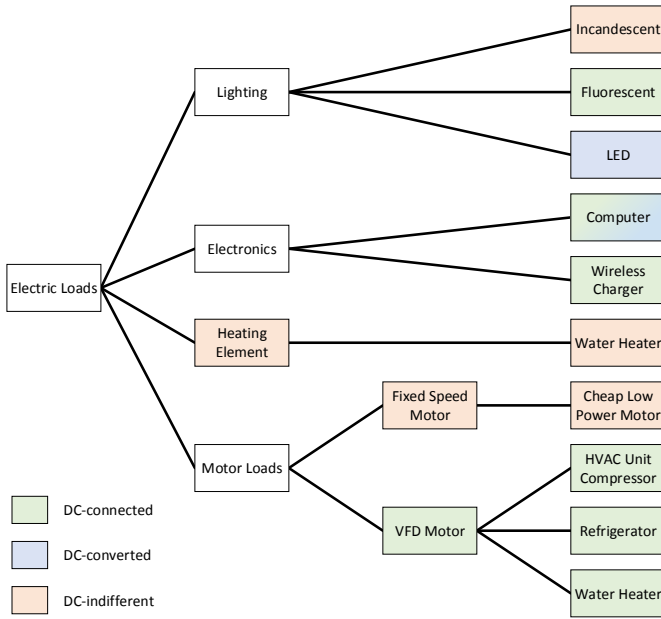 Incandescent
Lighting
Fluorescent
LED
Computer
Electronics
Wireless
Charger
Electric Loads
Heating
Element
Water Heater
Fixed Speed
Motor
Cheap Low
Power Motor
Motor Loads
HVAC Unit
Compressor
VFD Motor
Refrigerator
Water Heater
DC-connected
DC-converted
DC-indifferent